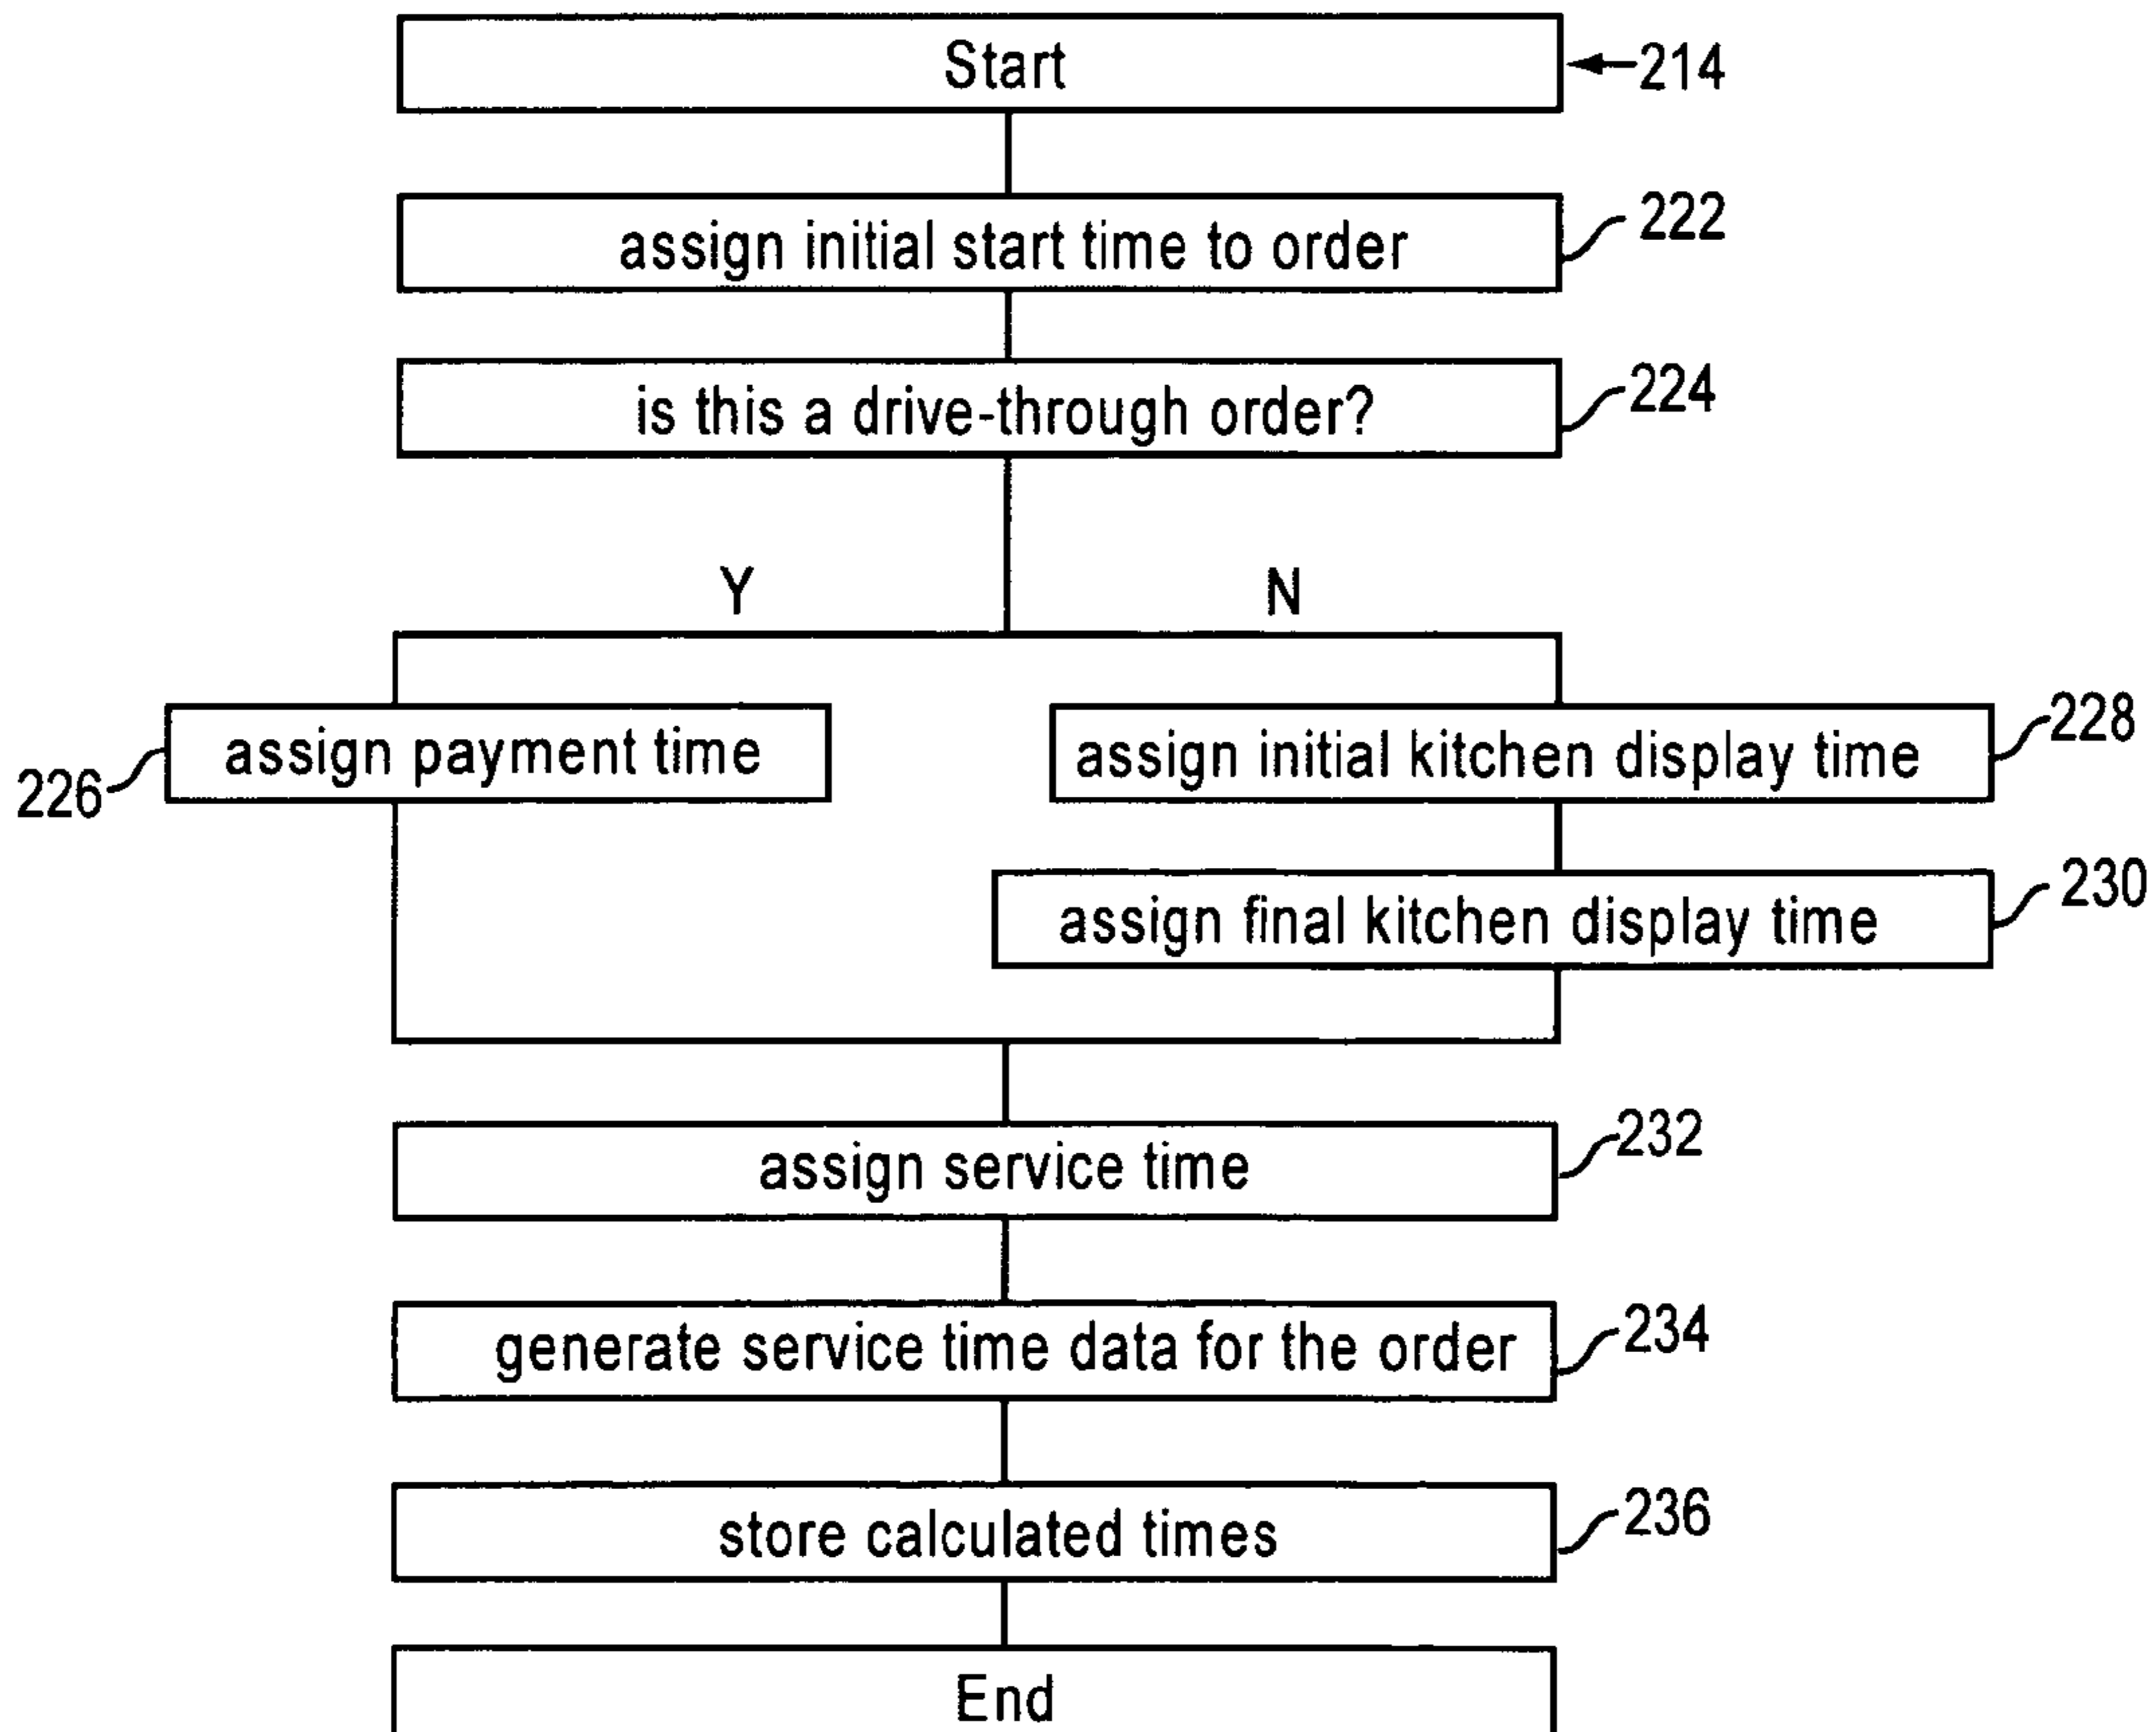 Start
214
assign initial start time to order
222
is this a drive-through order?
224
Y
N
assign payment time
226
assign initial kitchen display time
228
assign final kitchen display time
230
assign service time
232
generate service time data for the order
234
store calculated times
236
End